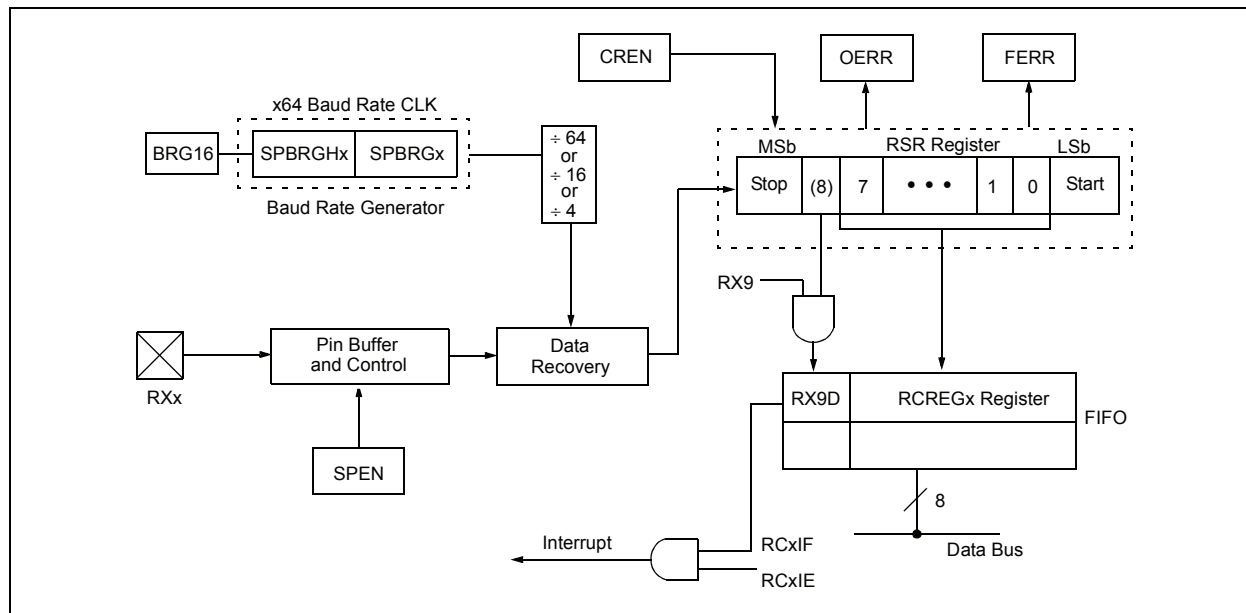 CREN
OERR
FERR
x64 Baud Rate CLK
BRG16
SPBRGHx
SPBRGx
Baud Rate Generator
÷ 64
or
÷ 16
or
÷ 4
MSb
RSR Register
LSb
Stop
(8)
7
• • •
1
0
Start
RX9
RXx
Pin Buffer
and Control
Data
Recovery
SPEN
RX9D
RCREGx Register
FIFO
8
Data Bus
Interrupt
RCxIF
RCxIE